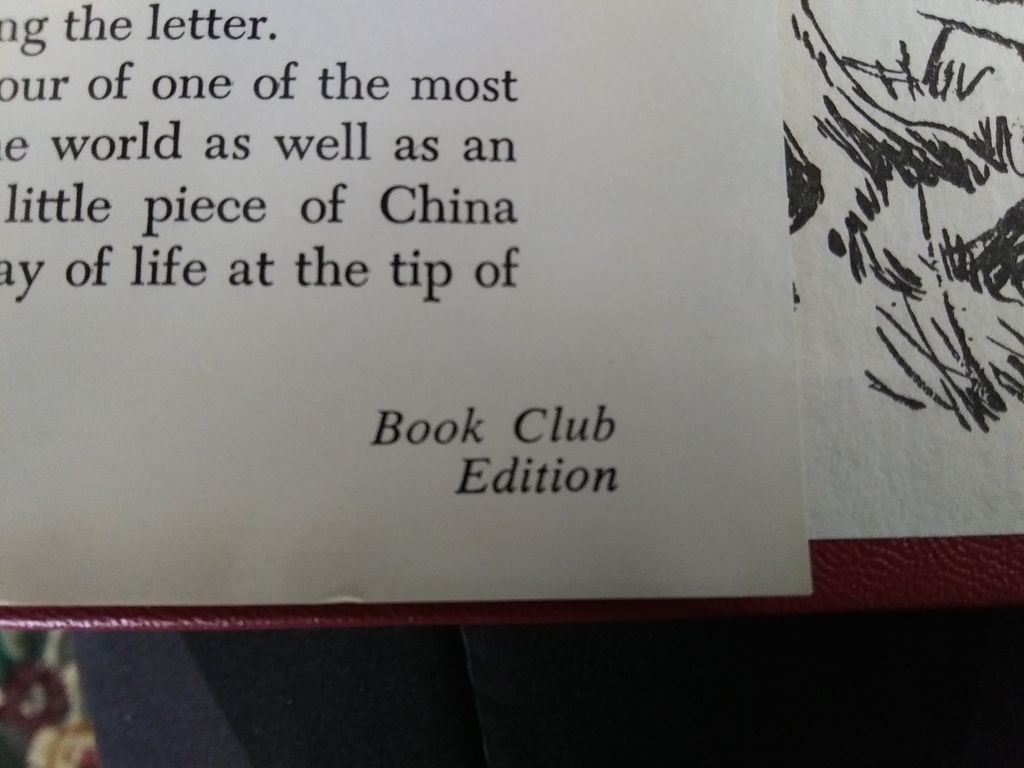 ng the letter.
our of one of the most
e world as well as an
little piece of China
ay of life at the tip of
Book Club
Edition